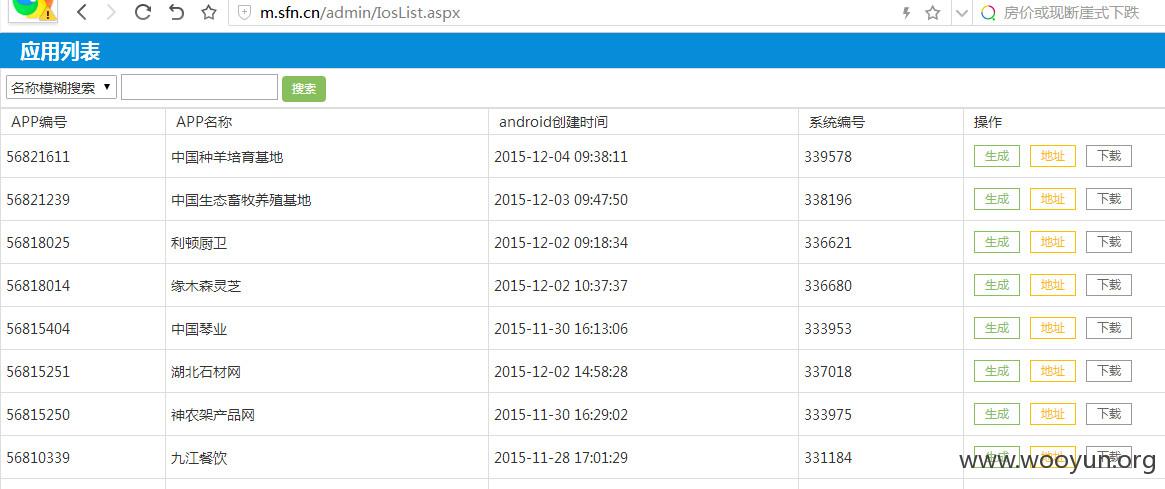 m.sfn.cn/admin/IosList.aspx 房价或现断崖式下跌
应用列表
名称模糊搜索 搜索
APP编号 APP名称 android创建时间 系统编号 操作
56821611 中国种羊培育基地 2015-12-04 09:38:11 339578 生成 地址 下载
56821239 中国生态畜牧养殖基地 2015-12-03 09:47:50 338196 生成 地址 下载
56818025 利顿厨卫 2015-12-02 09:18:34 336621 生成 地址 下载
56818014 缘木森灵芝 2015-12-02 10:37:37 336680 生成 地址 下载
56815404 中国琴业 2015-11-30 16:13:06 333953 生成 地址 下载
56815251 湖北石材网 2015-12-02 14:58:28 337018 生成 地址 下载
56815250 神农架产品网 2015-11-30 16:29:02 333975 生成 地址 下载
56810339 九江餐饮 2015-11-28 17:01:29 331184 生成 地址 下载
www.wooyun.org